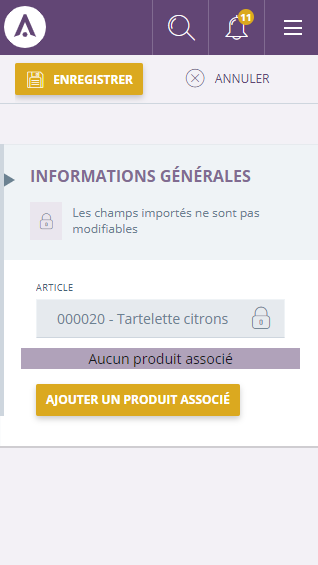 11
ENREGISTRER
ANNULER
INFORMATIONS GÉNÉRALES
Les champs importés ne sont pas
modifiables
ARTICLE
000020 - Tartelette citrons
Aucun produit associé
AJOUTER UN PRODUIT ASSOCIÉ